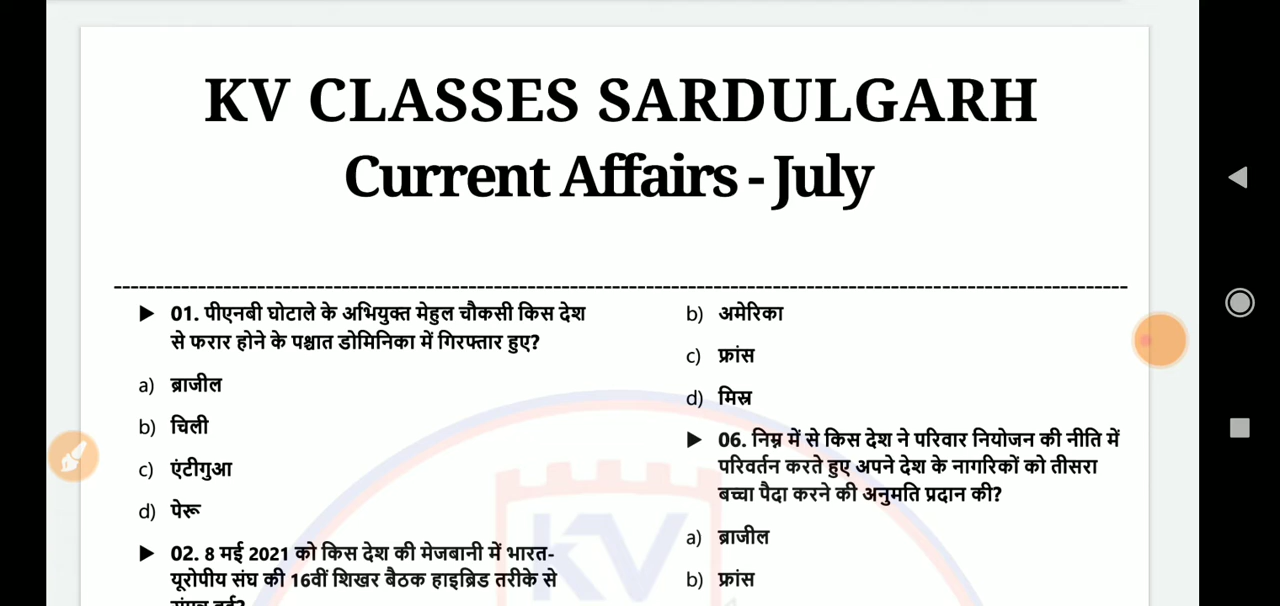 KV CLASSES SARDULGARH
Current Affairs - July
01. पीएनबी घोटाले के अभियुक्त मेहुल चौकसी किस देश
से फरार होने के पश्चात डोमिनिका में गिरफ्तार हुए?
a) ब्राजील
b) चिली
c) एंटीगुआ
d) पेरू
02. 8 मई 2021 को किस देश की मेजबानी में भारत-
यूरोपीय संघ की 16वीं शिखर बैठक हाइब्रिड तरीके से
b) अमेरिका
c) फ्रांस
d) मिस्र
06. निम्न में से किस देश ने परिवार नियोजन की नीति में
परिवर्तन करते हुए अपने देश के नागरिकों को तीसरा
बच्चा पैदा करने की अनुमति प्रदान की?
a) ब्राजील
b) फ्रांस
KV